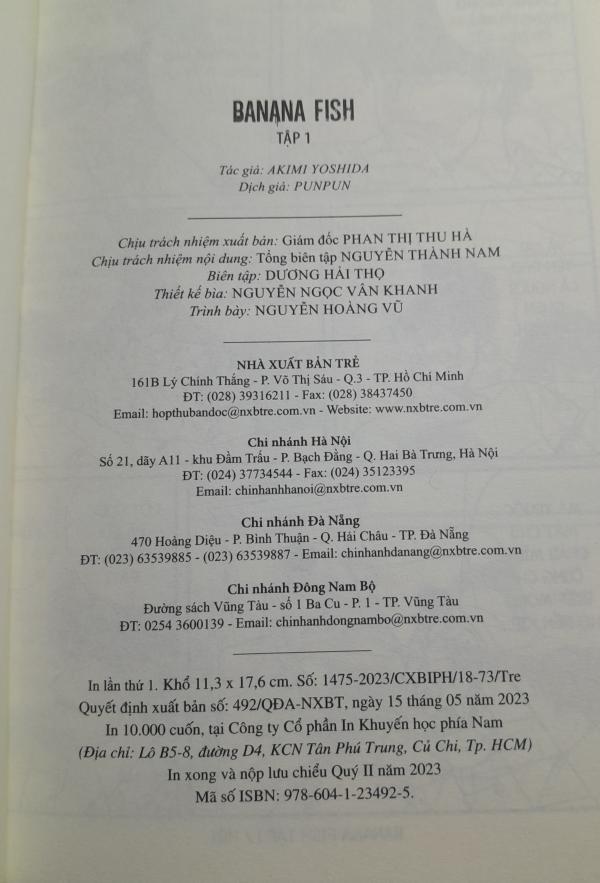 BANANA FISH
TẬP 1
Tác giả: AKIMI YOSHIDA
Dịch giả: PUNPUN
Chịu trách nhiệm xuất bản: Giám đốc PHAN THỊ THU HÀ
Chịu trách nhiệm nội dung: Tổng biên tập NGUYỄN THÀNH NAM
Biên tập: DƯƠNG HẢI THỌ
Thiết kế bìa: NGUYỄN NGỌC VÂN KHANH
Trình bày: NGUYỄN HOÀNG VŨ
NHÀ XUẤT BẢN TRẺ
161B Lý Chính Thắng - P. Võ Thị Sáu - Q.3 - TP. Hồ Chí Minh
ĐT: (028) 39316211 - Fax: (028) 38437450
Email: hopthubandoc@nxbtre.com.vn - Website: www.nxbtre.com.vn
Chi nhánh Hà Nội
Số 21, dãy A11 - khu Đầm Trấu - P. Bạch Đằng - Q. Hai Bà Trưng, Hà Nội
ĐT: (024) 37734544 - Fax: (024) 35123395
Email: chinhanhhanoi@nxbtre.com.vn
Chi nhánh Đà Nẵng
470 Hoàng Diệu - P. Bình Thuận - Q. Hải Châu - TP. Đà Nẵng
ĐT: (023) 63539885 - (023) 63539887 - Email: chinhanhdanang@nxbtre.com.vn
Chi nhánh Đông Nam Bộ
Đường sách Vũng Tàu - số 1 Ba Cu - P. 1 - TP. Vũng Tàu
ĐT: 0254 3600139 - Email: chinhanhdongnambo@nxbtre.com.vn
In lần thứ 1. Khổ 11,3 x 17,6 cm. Số: 1475-2023/CXBIPH/18-73/Tre
Quyết định xuất bản số: 492/QĐA-NXBT, ngày 15 tháng 05 năm 2023
In 10.000 cuốn, tại Công ty Cổ phần In Khuyến học phía Nam
(Địa chỉ: Lô B5-8, đường D4, KCN Tân Phú Trung, Củ Chi, Tp. HCM)
In xong và nộp lưu chiểu Quý II năm 2023
Mã số ISBN: 978-604-1-23492-5.